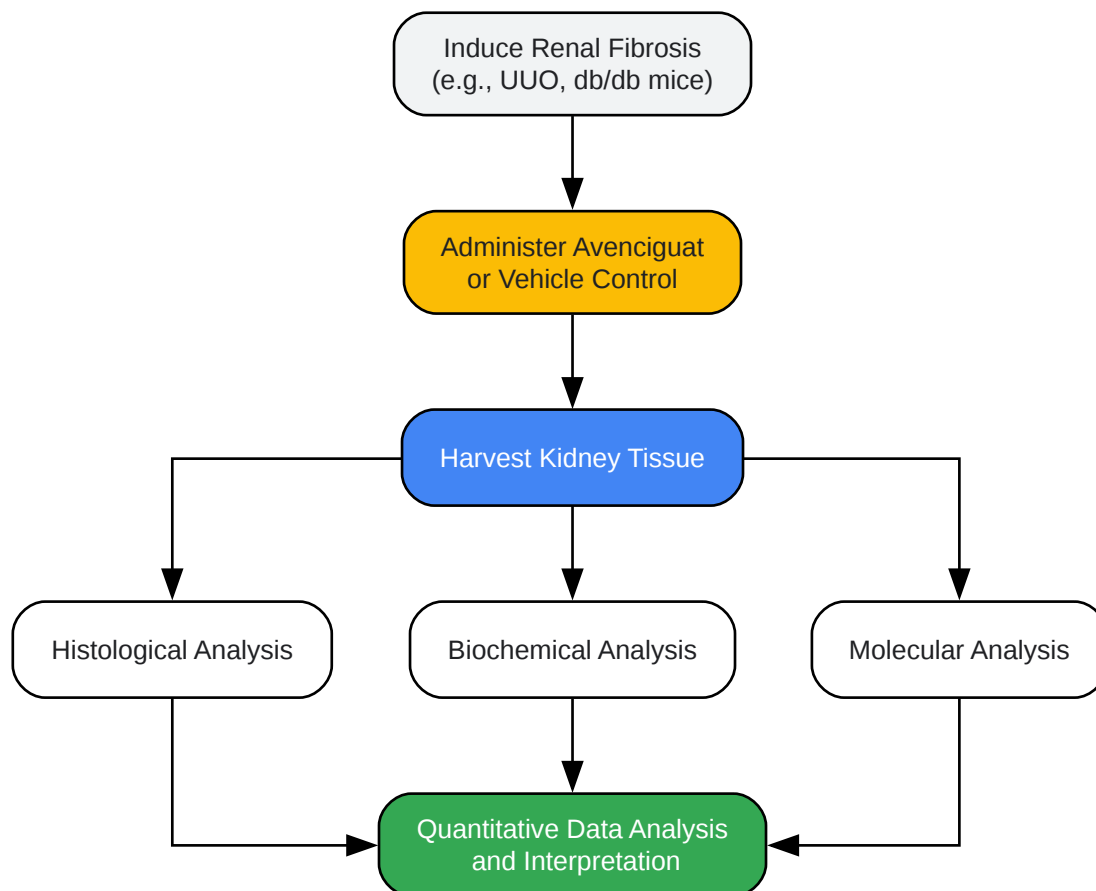 Induce Renal Fibrosis
(e.g., UUO, db/db mice)
Administer Avenciguat
or Vehicle Control
Harvest Kidney Tissue
Histological Analysis
Biochemical Analysis
Molecular Analysis
Quantitative Data Analysis
and Interpretation